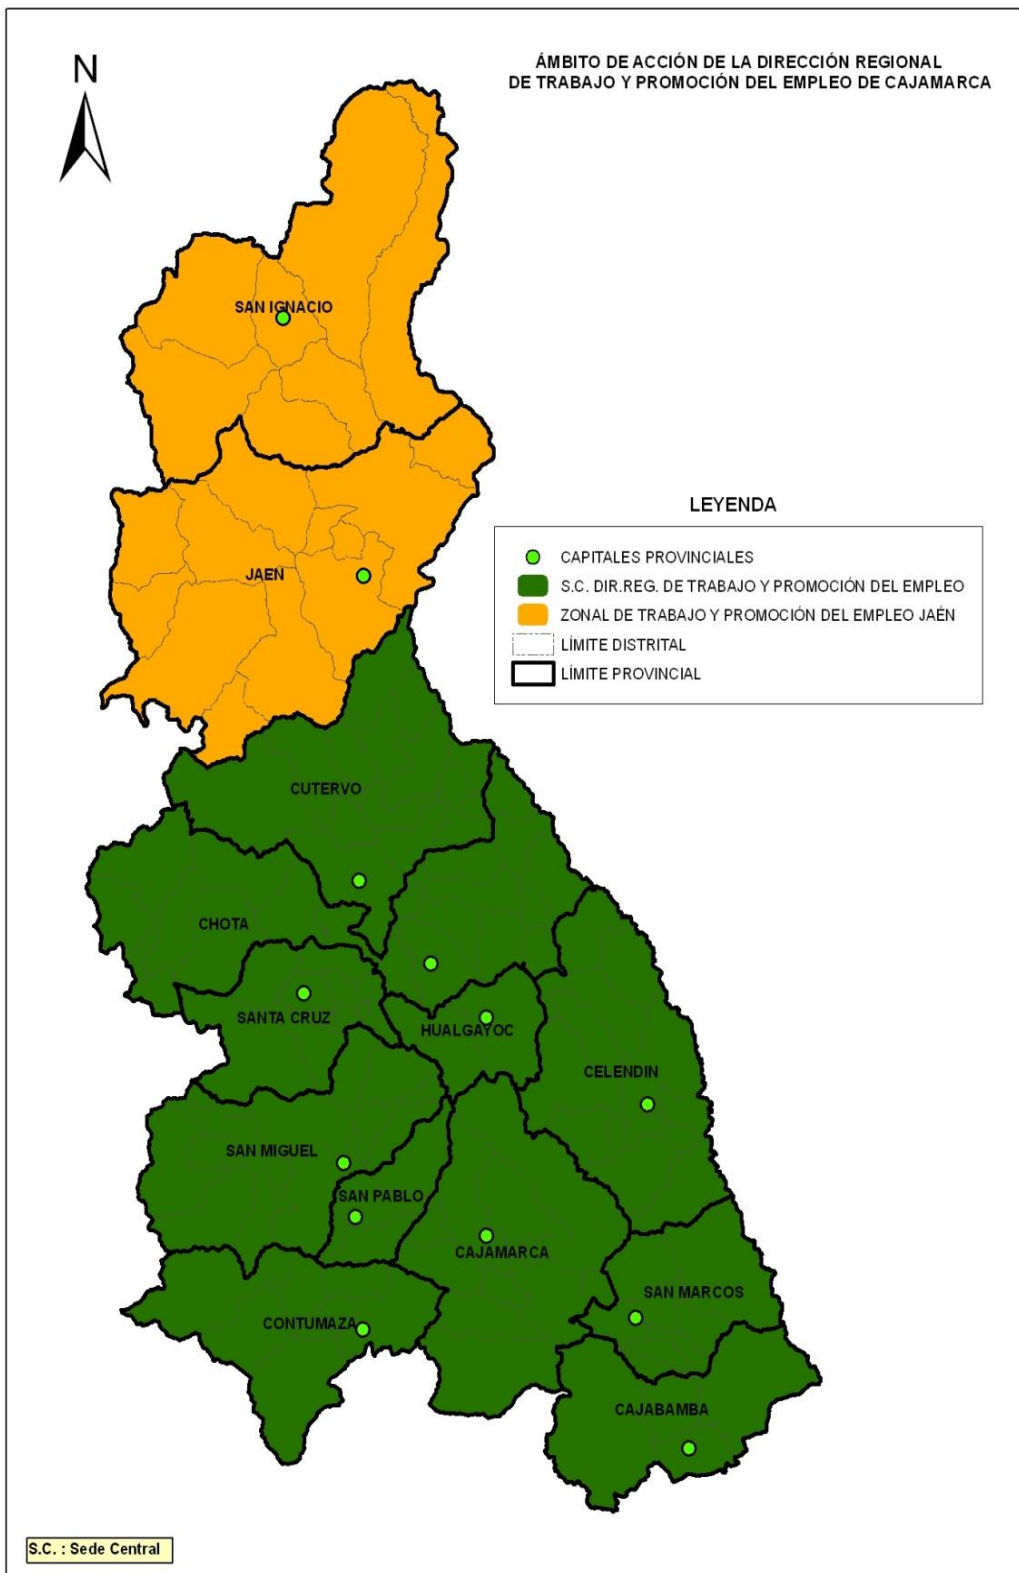 N
ÁMBITO DE ACCIÓN DE LA DIRECCIÓN REGIONAL
DE TRABAJO Y PROMOCIÓN DEL EMPLEO DE CAJAMARCA
SAN IGNACIO
LEYENDA
CAPITALES PROVINCIALES
S.C. DIR.REG. DE TRABAJO Y PROMOCIÓN DEL EMPLEO
ZONAL DE TRABAJO Y PROMOCIÓN DEL EMPLEO JAÉN
LÍMITE DISTRITAL
LÍMITE PROVINCIAL
JAEN
CUTERVO
CHOTA
SANTA CRUZ
HUALGAYOC
CELENDIN
SAN MIGUEL
SAN PABLO
CAJAMARCA
SAN MARCOS
CONTUMAZA
CAJABAMBA
S.C. : Sede Central